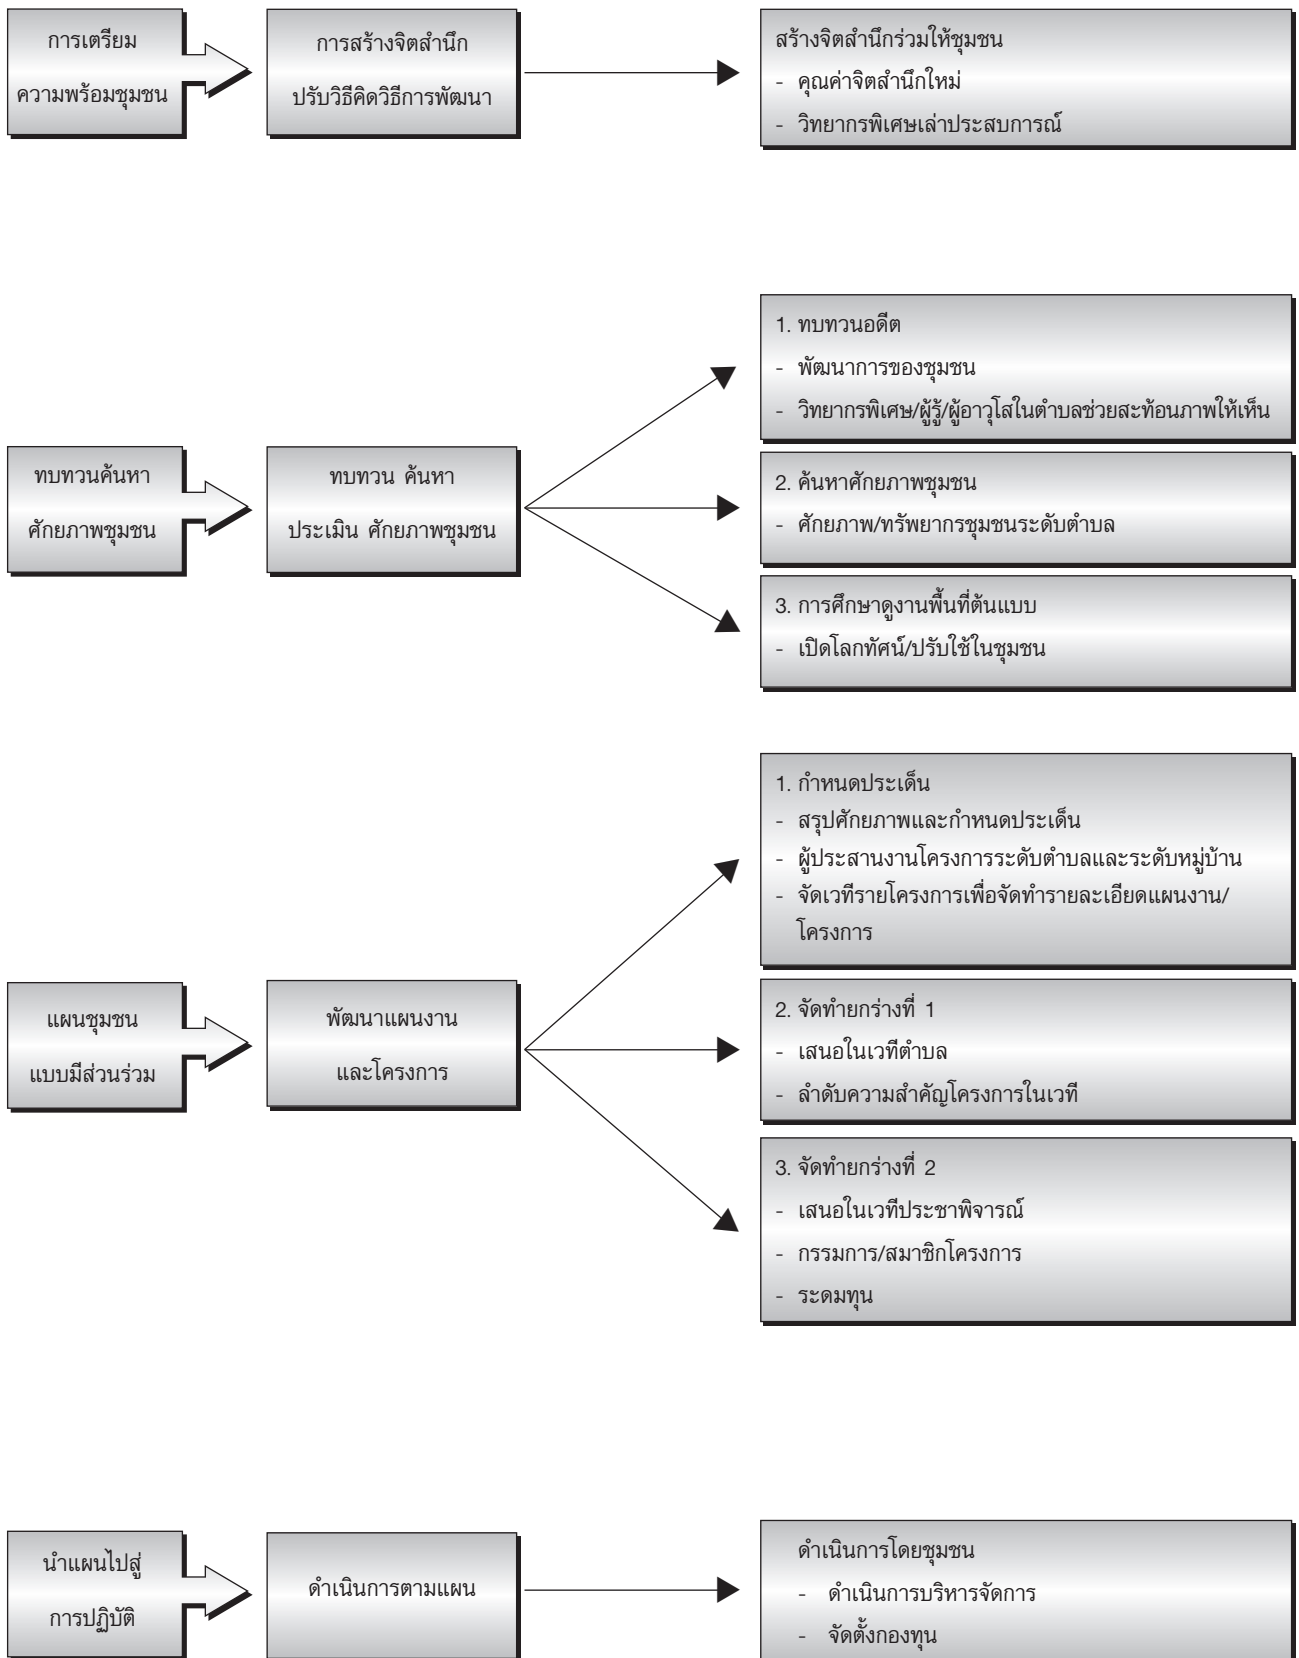 การเตรียม
ความพร้อมชุมชน
การสร้างจิตสำนึก
ปรับวิธีคิดวิธีการพัฒนา
สร้างจิตสำนึกร่วมให้ชุมชน
- คุณค่าจิตสำนึกใหม่
- วิทยากรพิเศษเล่าประสบการณ์
ทบทวนค้นหา
ศักยภาพชุมชน
ทบทวน ค้นหา
ประเมิน ศักยภาพชุมชน
1. ทบทวนอดีต
- พัฒนาการของชุมชน
- วิทยากรพิเศษ/ผู้รู้/ผู้อาวุโสในตำบลช่วยสะท้อนภาพให้เห็น
2. ค้นหาศักยภาพชุมชน
- ศักยภาพ/ทรัพยากรชุมชนระดับตำบล
3. การศึกษาดูงานพื้นที่ต้นแบบ
- เปิดโลกทัศน์/ปรับใช้ในชุมชน
แผนชุมชน
แบบมีส่วนร่วม
พัฒนาแผนงาน
และโครงการ
1. กำหนดประเด็น
- สรุปศักยภาพและกำหนดประเด็น
- ผู้ประสานงานโครงการระดับตำบลและระดับหมู่บ้าน
- จัดเวทีรายโครงการเพื่อจัดทำรายละเอียดแผนงาน/
โครงการ
2. จัดทำยกร่างที่ 1
- เสนอในเวทีตำบล
- ลำดับความสำคัญโครงการในเวที
3. จัดทำยกร่างที่ 2
- เสนอในเวทีประชาพิจารณ์
- กรรมการ/สมาชิกโครงการ
- ระดมทุน
นำแผนไปสู่
การปฏิบัติ
ดำเนินการตามแผน
ดำเนินการโดยชุมชน
- ดำเนินการบริหารจัดการ
- จัดตั้งกองทุน